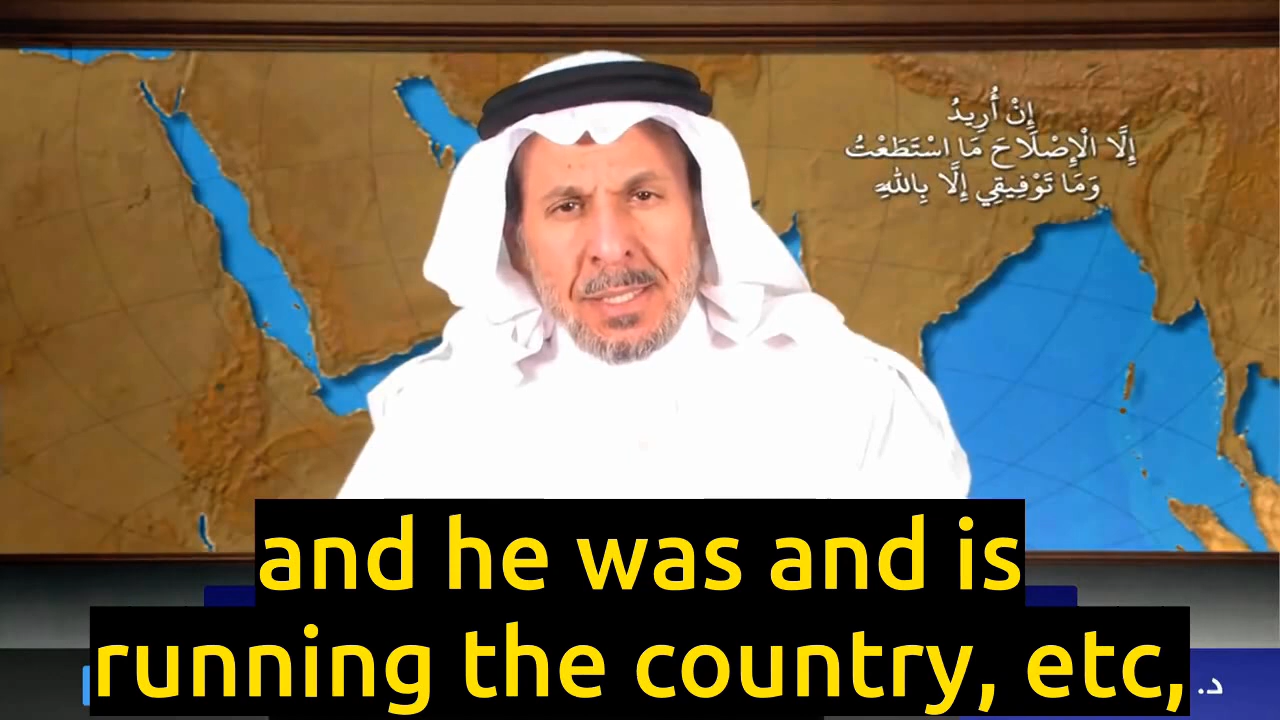 إِنْ أُرِيدُ
إِلَّا الْإِصْلَاحَ مَا اسْتَطَعْتُ
وَمَا تَوْفِيقِي إِلَّا بِاللَّهِ
and he was and is
running the country, etc,
د.